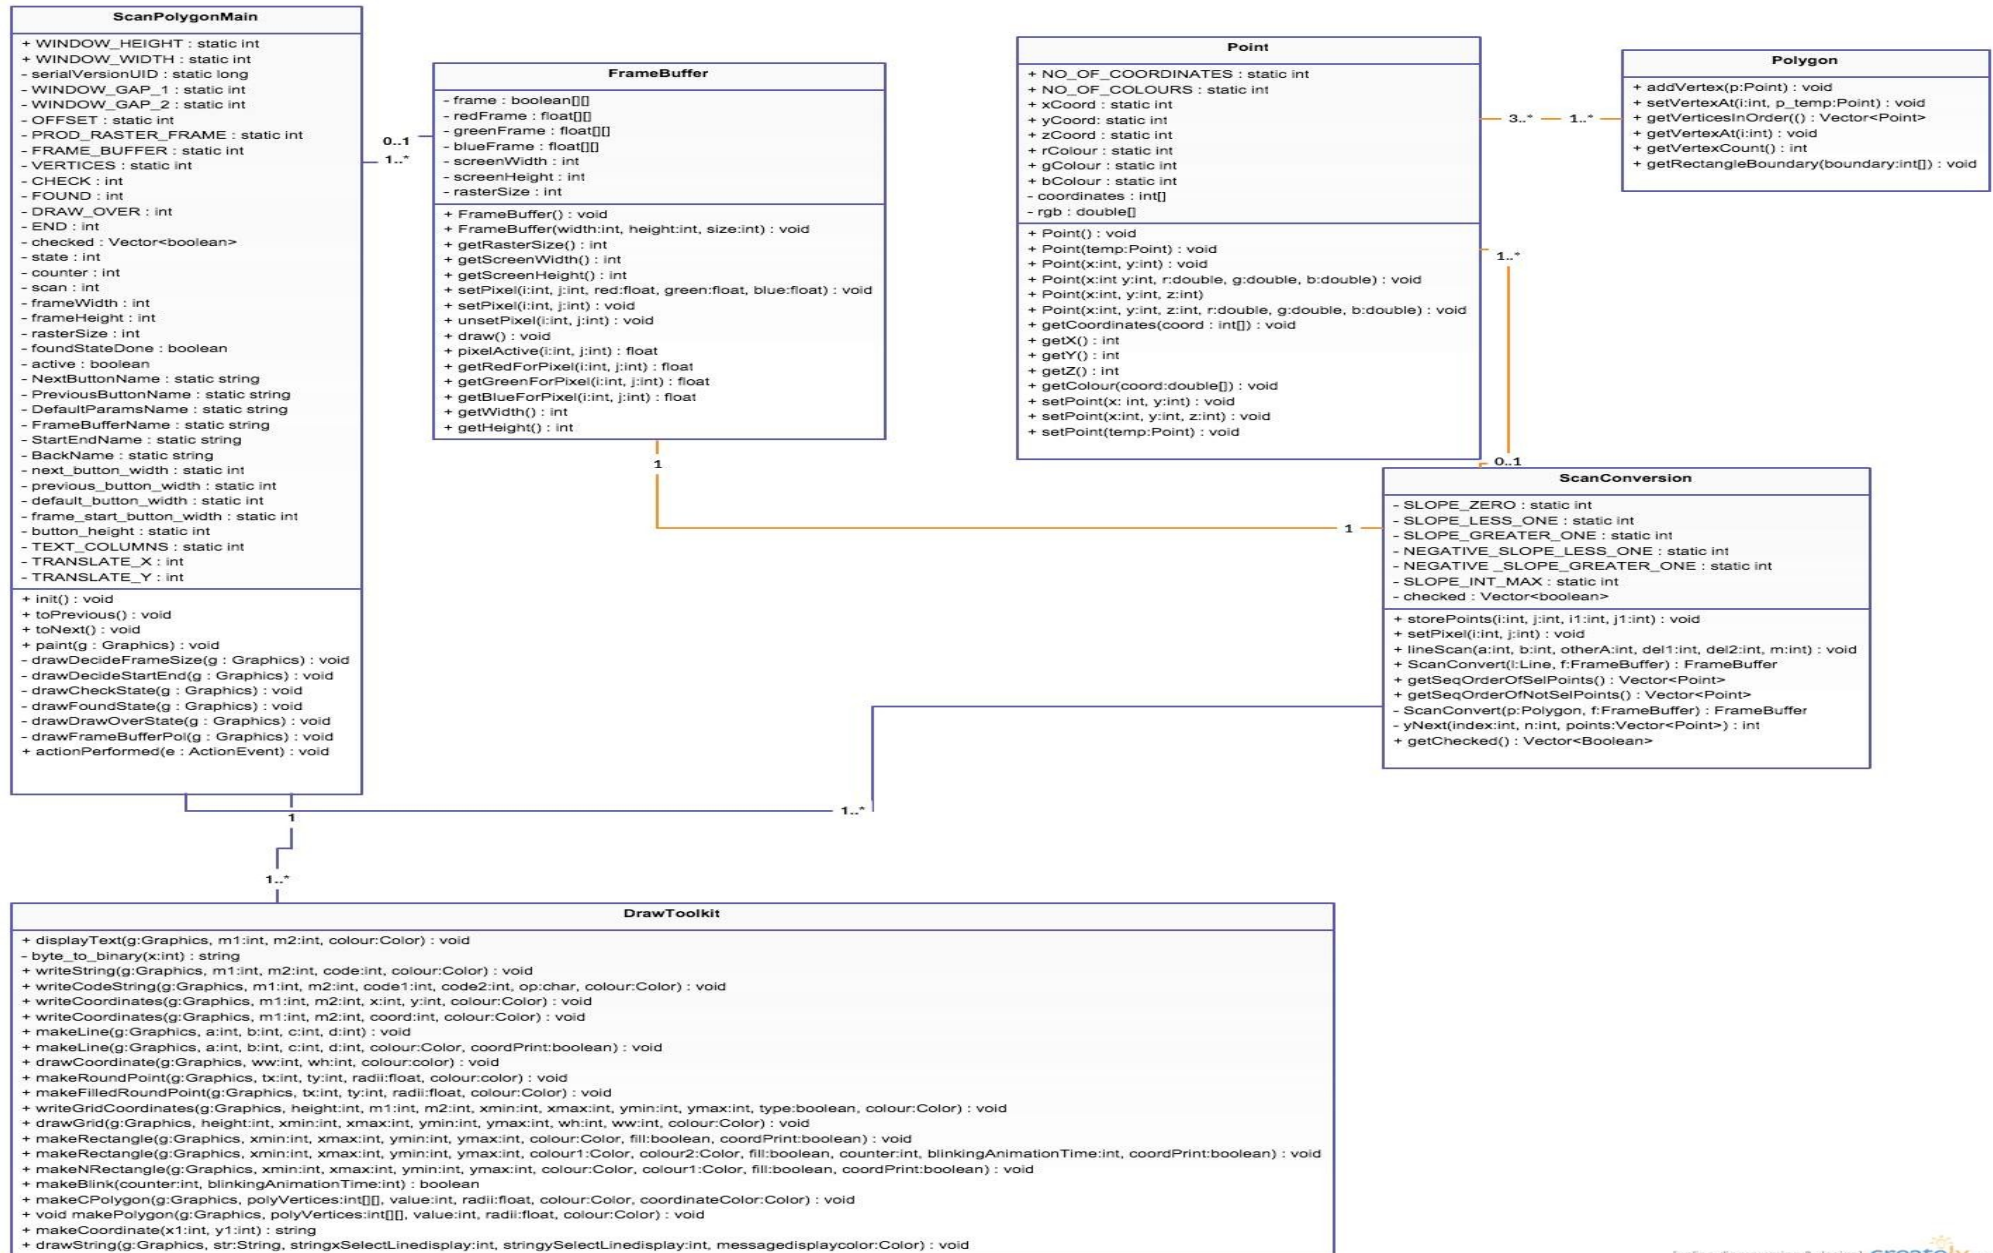 ScanPolygonMain
+ WINDOW_HEIGHT : static int
+ WINDOW_WIDTH : static int
- serialVersionUID : static long
- WINDOW_GAP_1 : static int
- WINDOW_GAP_2 : static int
- OFFSET : static int
- PROD_RASTER_FRAME : static int
- FRAME_BUFFER : static int
- VERTICES : static int
- CHECK : int
- FOUND : int
- DRAW_OVER : int
- END : int
- checked : Vector<boolean>
- state : int
- counter : int
- scan : int
- frameWidth : int
- frameHeight : int
- rasterSize : int
- foundStateDone : boolean
- active : boolean
- NextButtonName : static string
- PreviousButtonName : static string
- DefaultParamsName : static string
- FrameBufferName : static string
- StartEndName : static string
- BackName : static string
- next_button_width : static int
- previous_button_width : static int
- default_button_width : static int
- frame_start_button_width : static int
- button_height : static int
- TEXT_COLUMNS : static int
- TRANSLATE_X : int
- TRANSLATE_Y : int
+ init() : void
+ toPrevious() : void
+ toNext() : void
+ paint(g : Graphics) : void
- drawDecideFrameSize(g : Graphics) : void
- drawDecideStartEnd(g : Graphics) : void
- drawCheckState(g : Graphics) : void
- drawFoundState(g : Graphics) : void
- drawDrawOverState(g : Graphics) : void
- drawFrameBufferPol(g : Graphics) : void
+ actionPerformed(e : ActionEvent) : void
0..1
1..*
FrameBuffer
- frame : boolean[][]
- redFrame : float[][]
- greenFrame : float[][]
- blueFrame : float[][]
- screenWidth : int
- screenHeight : int
- rasterSize : int
+ FrameBuffer() : void
+ FrameBuffer(width:int, height:int, size:int) : void
+ getRasterSize() : int
+ getScreenWidth() : int
+ getScreenHeight() : int
+ setPixel(i:int, j:int, red:float, green:float, blue:float) : void
+ setPixel(i:int, j:int) : void
+ unsetPixel(i:int, j:int) : void
+ draw() : void
+ pixelActive(i:int, j:int) : float
+ getRedForPixel(i:int, j:int) : float
+ getGreenForPixel(i:int, j:int) : float
+ getBlueForPixel(i:int, j:int) : float
+ getWidth() : int
+ getHeight() : int
Point
+ NO_OF_COORDINATES : static int
+ NO_OF_COLOURS : static int
+ xCoord : static int
+ yCoord: static int
+ zCoord : static int
+ rColour : static int
+ gColour : static int
+ bColour : static int
- coordinates : int[]
- rgb : double[]
+ Point() : void
+ Point(temp:Point) : void
+ Point(x:int, y:int) : void
+ Point(x:int y:int, r:double, g:double, b:double) : void
+ Point(x:int, y:int, z:int)
+ Point(x:int, y:int, z:int, r:double, g:double, b:double) : void
+ getCoordinates(coord : int[]) : void
+ getX() : int
+ getY() : int
+ getZ() : int
+ getColour(coord:double[]) : void
+ setPoint(x: int, y:int) : void
+ setPoint(x:int, y:int, z:int) : void
+ setPoint(temp:Point) : void
3..*
1..*
Polygon
+ addVertex(p:Point) : void
+ setVertexAt(i:int, p_temp:Point) : void
+ getVerticesInOrder(() : Vector<Point>
+ getVertexAt(i:int) : void
+ getVertexCount() : int
+ getRectangleBoundary(boundary:int[]) : void
1..*
0..1
1
1
ScanConversion
- SLOPE_ZERO : static int
- SLOPE_LESS_ONE : static int
- SLOPE_GREATER_ONE : static int
- NEGATIVE_SLOPE_LESS_ONE : static int
- NEGATIVE _SLOPE_GREATER_ONE : static int
- SLOPE_INT_MAX : static int
- checked : Vector<boolean>
+ storePoints(i:int, j:int, i1:int, j1:int) : void
+ setPixel(i:int, j:int) : void
+ lineScan(a:int, b:int, otherA:int, del1:int, del2:int, m:int) : void
+ ScanConvert(l:Line, f:FrameBuffer) : FrameBuffer
+ getSeqOrderOfSelPoints() : Vector<Point>
+ getSeqOrderOfNotSelPoints() : Vector<Point>
- ScanConvert(p:Polygon, f:FrameBuffer) : FrameBuffer
- yNext(index:int, n:int, points:Vector<Point>) : int
+ getChecked() : Vector<Boolean>
1..*
1
1..*
DrawToolkit
+ displayText(g:Graphics, m1:int, m2:int, colour:Color) : void
- byte_to_binary(x:int) : string
+ writeString(g:Graphics, m1:int, m2:int, code:int, colour:Color) : void
+ writeCodeString(g:Graphics, m1:int, m2:int, code1:int, code2:int, op:char, colour:Color) : void
+ writeCoordinates(g:Graphics, m1:int, m2:int, x:int, y:int, colour:Color) : void
+ writeCoordinates(g:Graphics, m1:int, m2:int, coord:int, colour:Color) : void
+ makeLine(g:Graphics, a:int, b:int, c:int, d:int) : void
+ makeLine(g:Graphics, a:int, b:int, c:int, d:int, colour:Color, coordPrint:boolean) : void
+ drawCoordinate(g:Graphics, ww:int, wh:int, colour:color) : void
+ makeRoundPoint(g:Graphics, tx:int, ty:int, radii:float, colour:color) : void
+ makeFilledRoundPoint(g:Graphics, tx:int, ty:int, radii:float, colour:Color) : void
+ writeGridCoordinates(g:Graphics, height:int, m1:int, m2:int, xmin:int, xmax:int, ymin:int, ymax:int, type:boolean, colour:Color) : void
+ drawGrid(g:Graphics, height:int, xmin:int, xmax:int, ymin:int, ymax:int, wh:int, ww:int, colour:Color) : void
+ makeRectangle(g:Graphics, xmin:int, xmax:int, ymin:int, ymax:int, colour:Color, fill:boolean, coordPrint:boolean) : void
+ makeRectangle(g:Graphics, xmin:int, xmax:int, ymin:int, ymax:int, colour1:Color, colour2:Color, fill:boolean, counter:int, blinkingAnimationTime:int, coordPrint:boolean) : void
+ makeNRectangle(g:Graphics, xmin:int, xmax:int, ymin:int, ymax:int, colour:Color, colour1:Color, fill:boolean, coordPrint:boolean) : void
+ makeBlink(counter:int, blinkingAnimationTime:int) : boolean
+ makeCPolygon(g:Graphics, polyVertices:int[][], value:int, radii:float, colour:Color, coordinateColor:Color) : void
+ void makePolygon(g:Graphics, polyVertices:int[][], value:int, radii:float, colour:Color) : void
+ makeCoordinate(x1:int, y1:int) : string
+ drawString(g:Graphics, str:String, stringxSelectLinedisplay:int, stringySelectLinedisplay:int, messagedisplaycolor:Color) : void